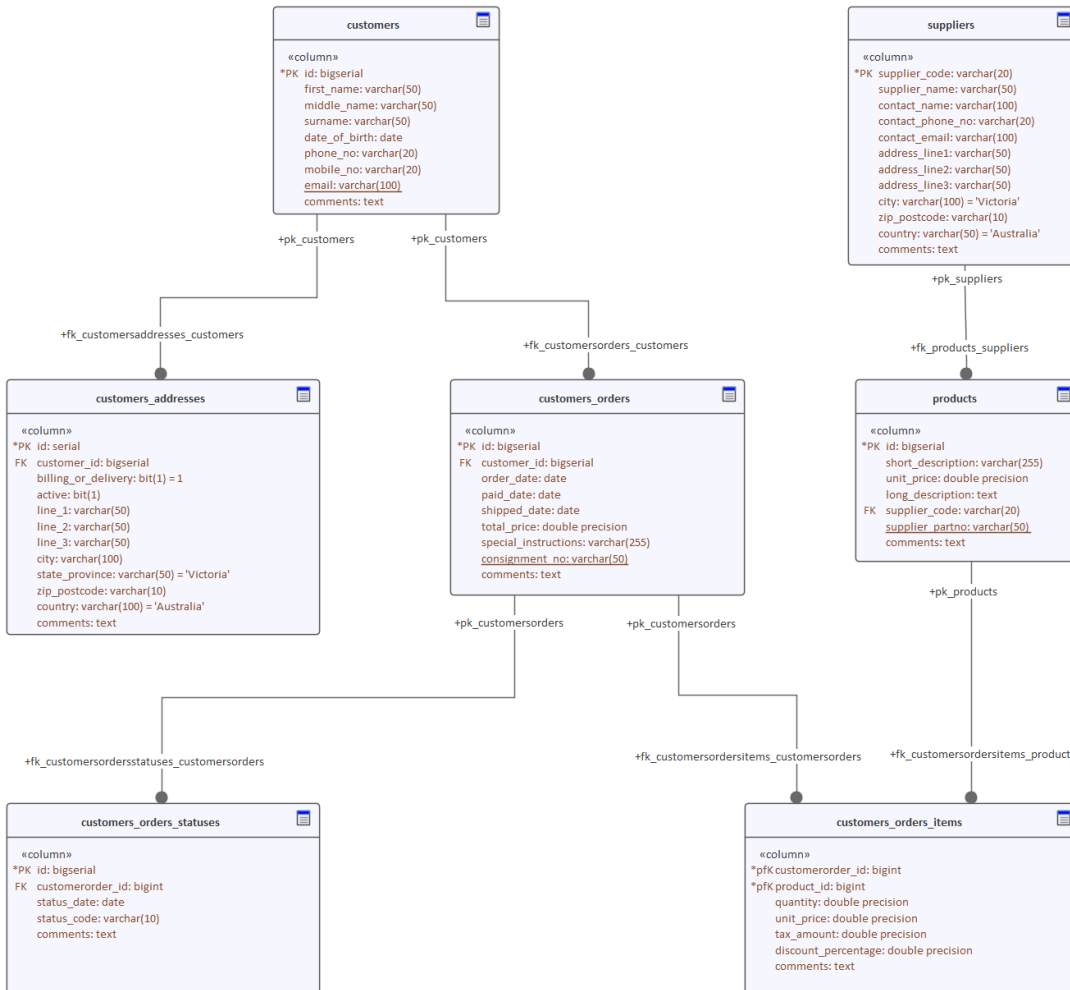 customers
«column»
*PK id: bigserial
first_name: varchar(50)
middle_name: varchar(50)
surname: varchar(50)
date_of_birth: date
phone_no: varchar(20)
mobile_no: varchar(20)
email: varchar(100)
comments: text
suppliers
«column»
*PK supplier_code: varchar(20)
supplier_name: varchar(50)
contact_name: varchar(100)
contact_phone_no: varchar(20)
contact_email: varchar(100)
address_line1: varchar(50)
address_line2: varchar(50)
address_line3: varchar(50)
city: varchar(100) = 'Victoria'
zip_postcode: varchar(10)
country: varchar(50) = 'Australia'
comments: text
+pk_customers
+pk_customers
+pk_suppliers
+fk_customersaddresses_customers
+fk_customersorders_customers
+fk_products_suppliers
customers_addresses
«column»
*PK id: serial
FK customer_id: bigserial
billing_or_delivery: bit(1) = 1
active: bit(1)
line_1: varchar(50)
line_2: varchar(50)
line_3: varchar(50)
city: varchar(100)
state_province: varchar(50) = 'Victoria'
zip_postcode: varchar(10)
country: varchar(100) = 'Australia'
comments: text
customers_orders
«column»
*PK id: bigserial
FK customer_id: bigserial
order_date: date
paid_date: date
shipped_date: date
total_price: double precision
special_instructions: varchar(255)
consignment_no: varchar(50)
comments: text
products
«column»
*PK id: bigserial
short_description: varchar(255)
unit_price: double precision
long_description: text
FK supplier_code: varchar(20)
supplier_partno: varchar(50)
comments: text
+pk_customersorders
+pk_customersorders
+pk_products
+fk_customersordersstatuses_customersorders
+fk_customersordersitems_customersorders
+fk_customersordersitems_product
customers_orders_statuses
«column»
*PK id: bigserial
FK customerorder_id: bigint
status_date: date
status_code: varchar(10)
comments: text
customers_orders_items
«column»
*pfK customerorder_id: bigint
*pfK product_id: bigint
quantity: double precision
unit_price: double precision
tax_amount: double precision
discount_percentage: double precision
comments: text